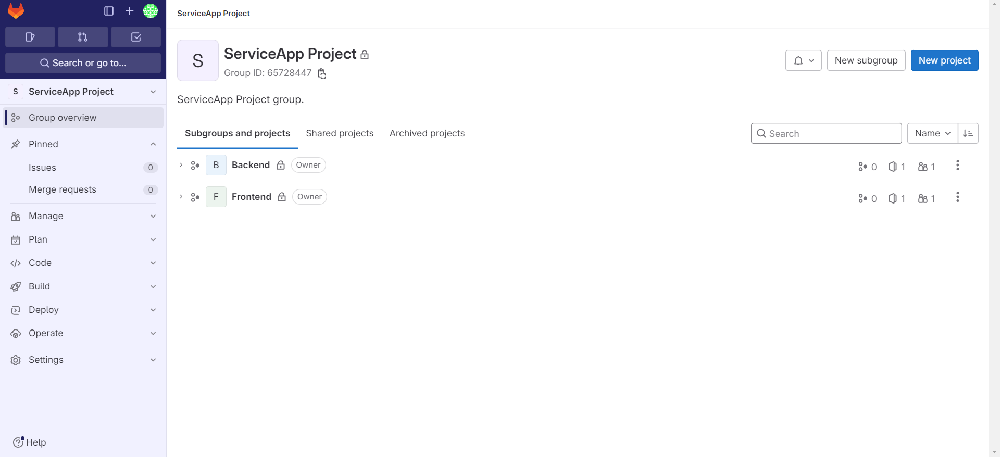 Search or go to...
S ServiceApp Project
Group overview
Pinned
Issues 0
Merge requests 0
Manage
Plan
Code
Build
Deploy
Operate
Settings
Help
ServiceApp Project
S
ServiceApp Project
Group ID: 65728447
New subgroup
New project
ServiceApp Project group.
Subgroups and projects Shared projects Archived projects
Search
Name
B Backend Owner 0 1 1
F Frontend Owner 0 1 1